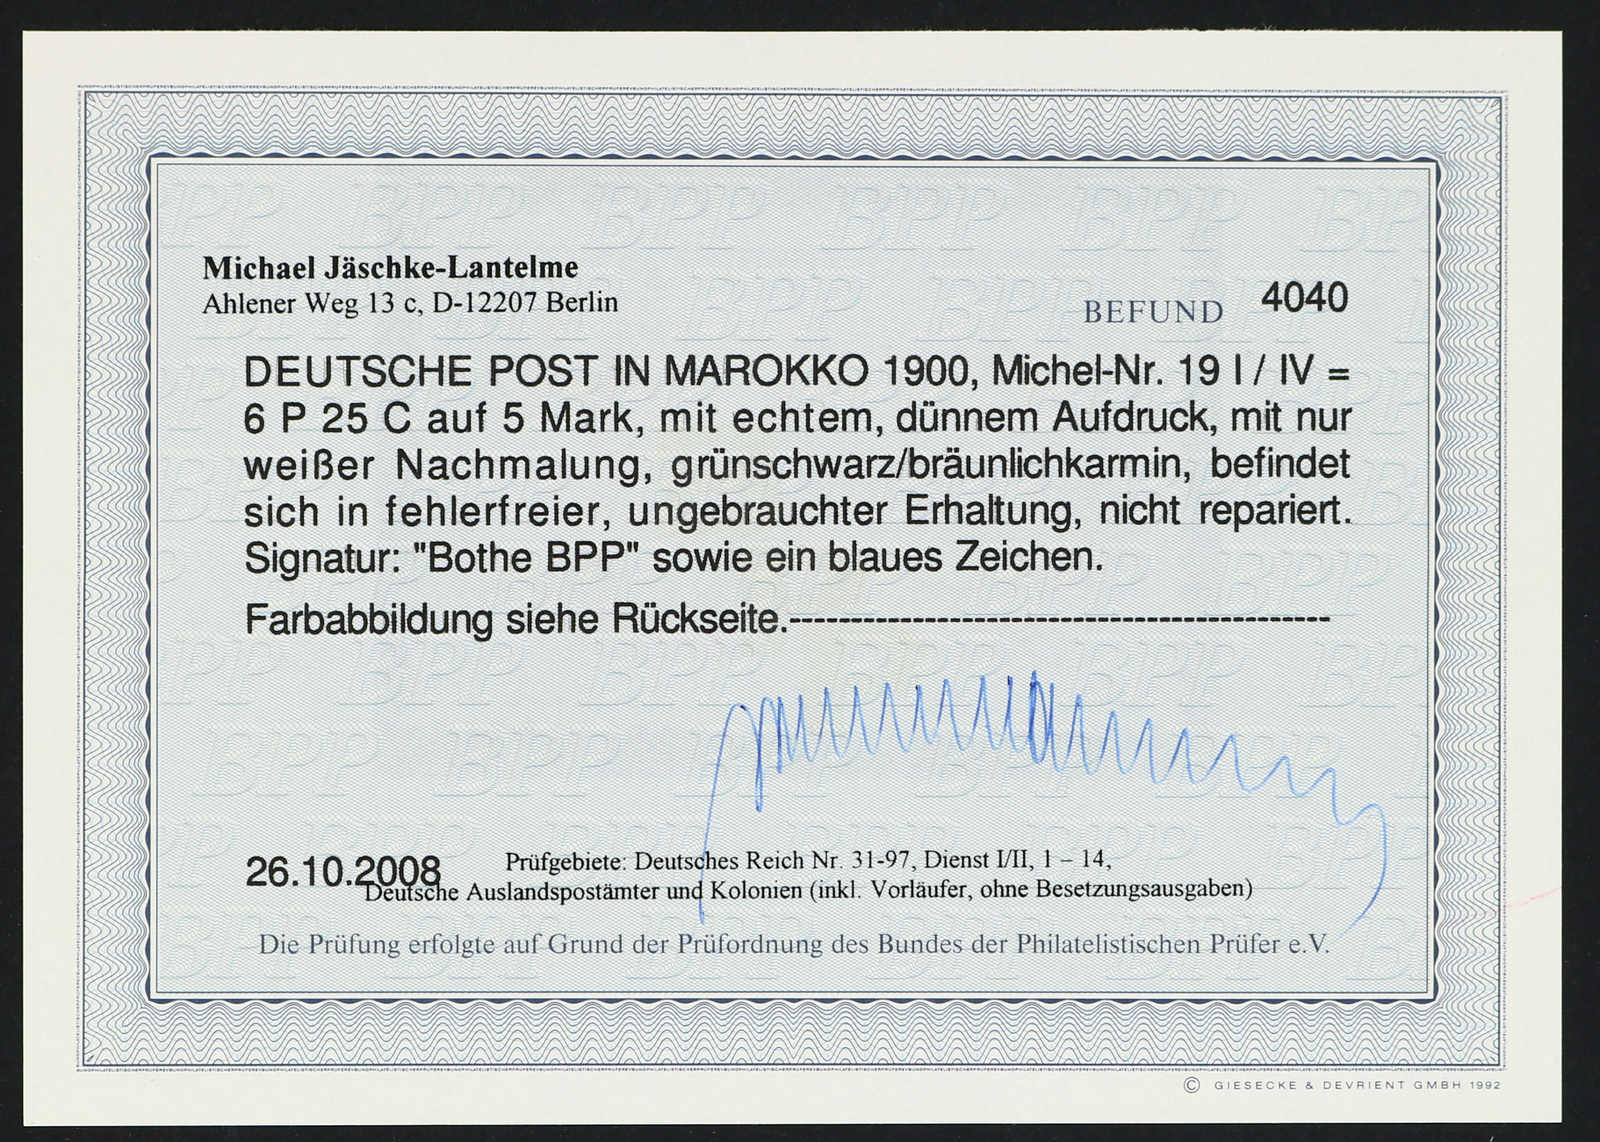 Michael Jäschke-Lantelme
Ahlener Weg 13 c, D-12207 Berlin
BEFUND 4040
DEUTSCHE POST IN MAROKKO 1900, Michel-Nr. 19 I / IV =
6 P 25 C auf 5 Mark, mit echtem, dünnem Aufdruck, mit nur
weißer Nachmalung, grünschwarz/bräunlichkarmin, befindet
sich in fehlerfreier, ungebrauchter Erhaltung, nicht repariert.
Signatur: "Bothe BPP" sowie ein blaues Zeichen.
Farbabbildung siehe Rückseite.--------------------------------------------
26.10.2008
Prüfgebiete: Deutsches Reich Nr. 31-97, Dienst I/II, 1 – 14,
Deutsche Auslandspostämter und Kolonien (inkl. Vorläufer, ohne Besetzungsausgaben)
Die Prüfung erfolgte auf Grund der Prüfordnung des Bundes der Philatelistischen Prüfer e.V.
© GIESECKE & DEVRIENT GMBH 1992